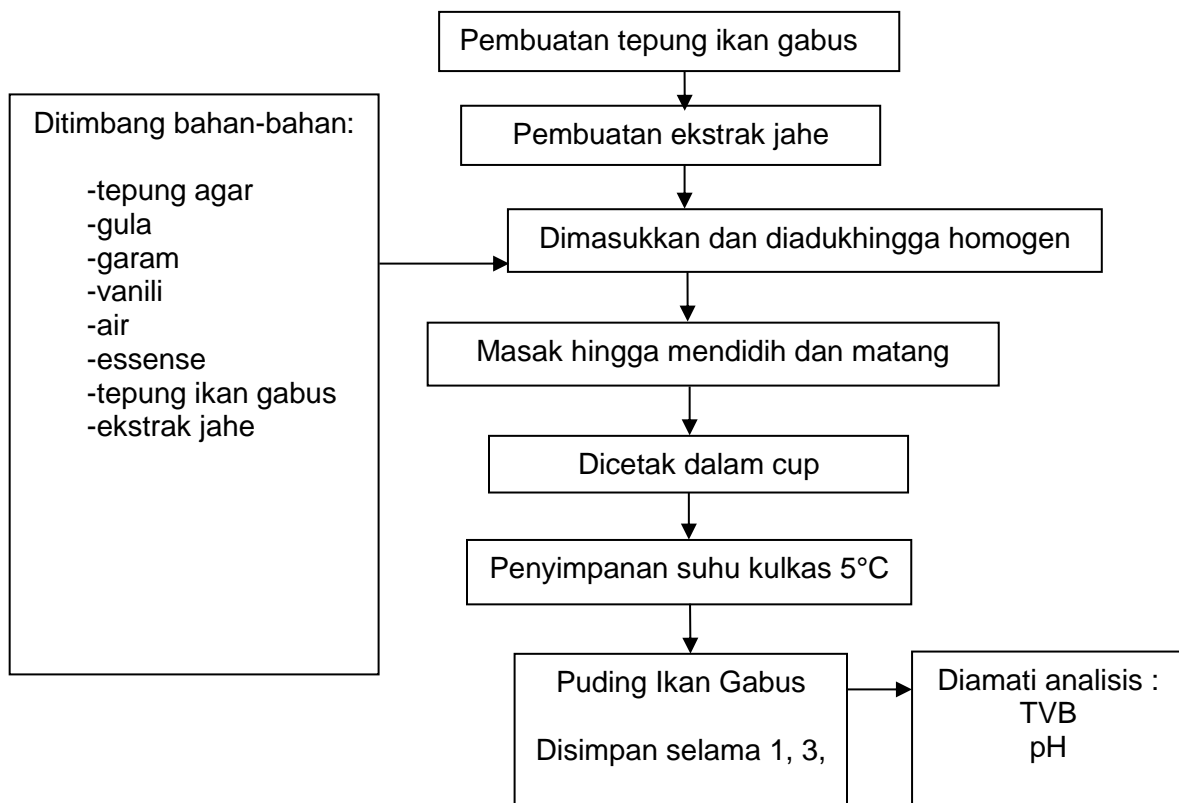 Pembuatan tepung ikan gabus
Ditimbang bahan-bahan:
-tepung agar
-gula
-garam
-vanili
-air
-essense
-tepung ikan gabus
-ekstrak jahe
Pembuatan ekstrak jahe
Dimasukkan dan diadukhingga homogen
Masak hingga mendidih dan matang
Dicetak dalam cup
Penyimpanan suhu kulkas 5°C
Puding Ikan Gabus
Disimpan selama 1, 3,
Diamati analisis :
TVB
pH